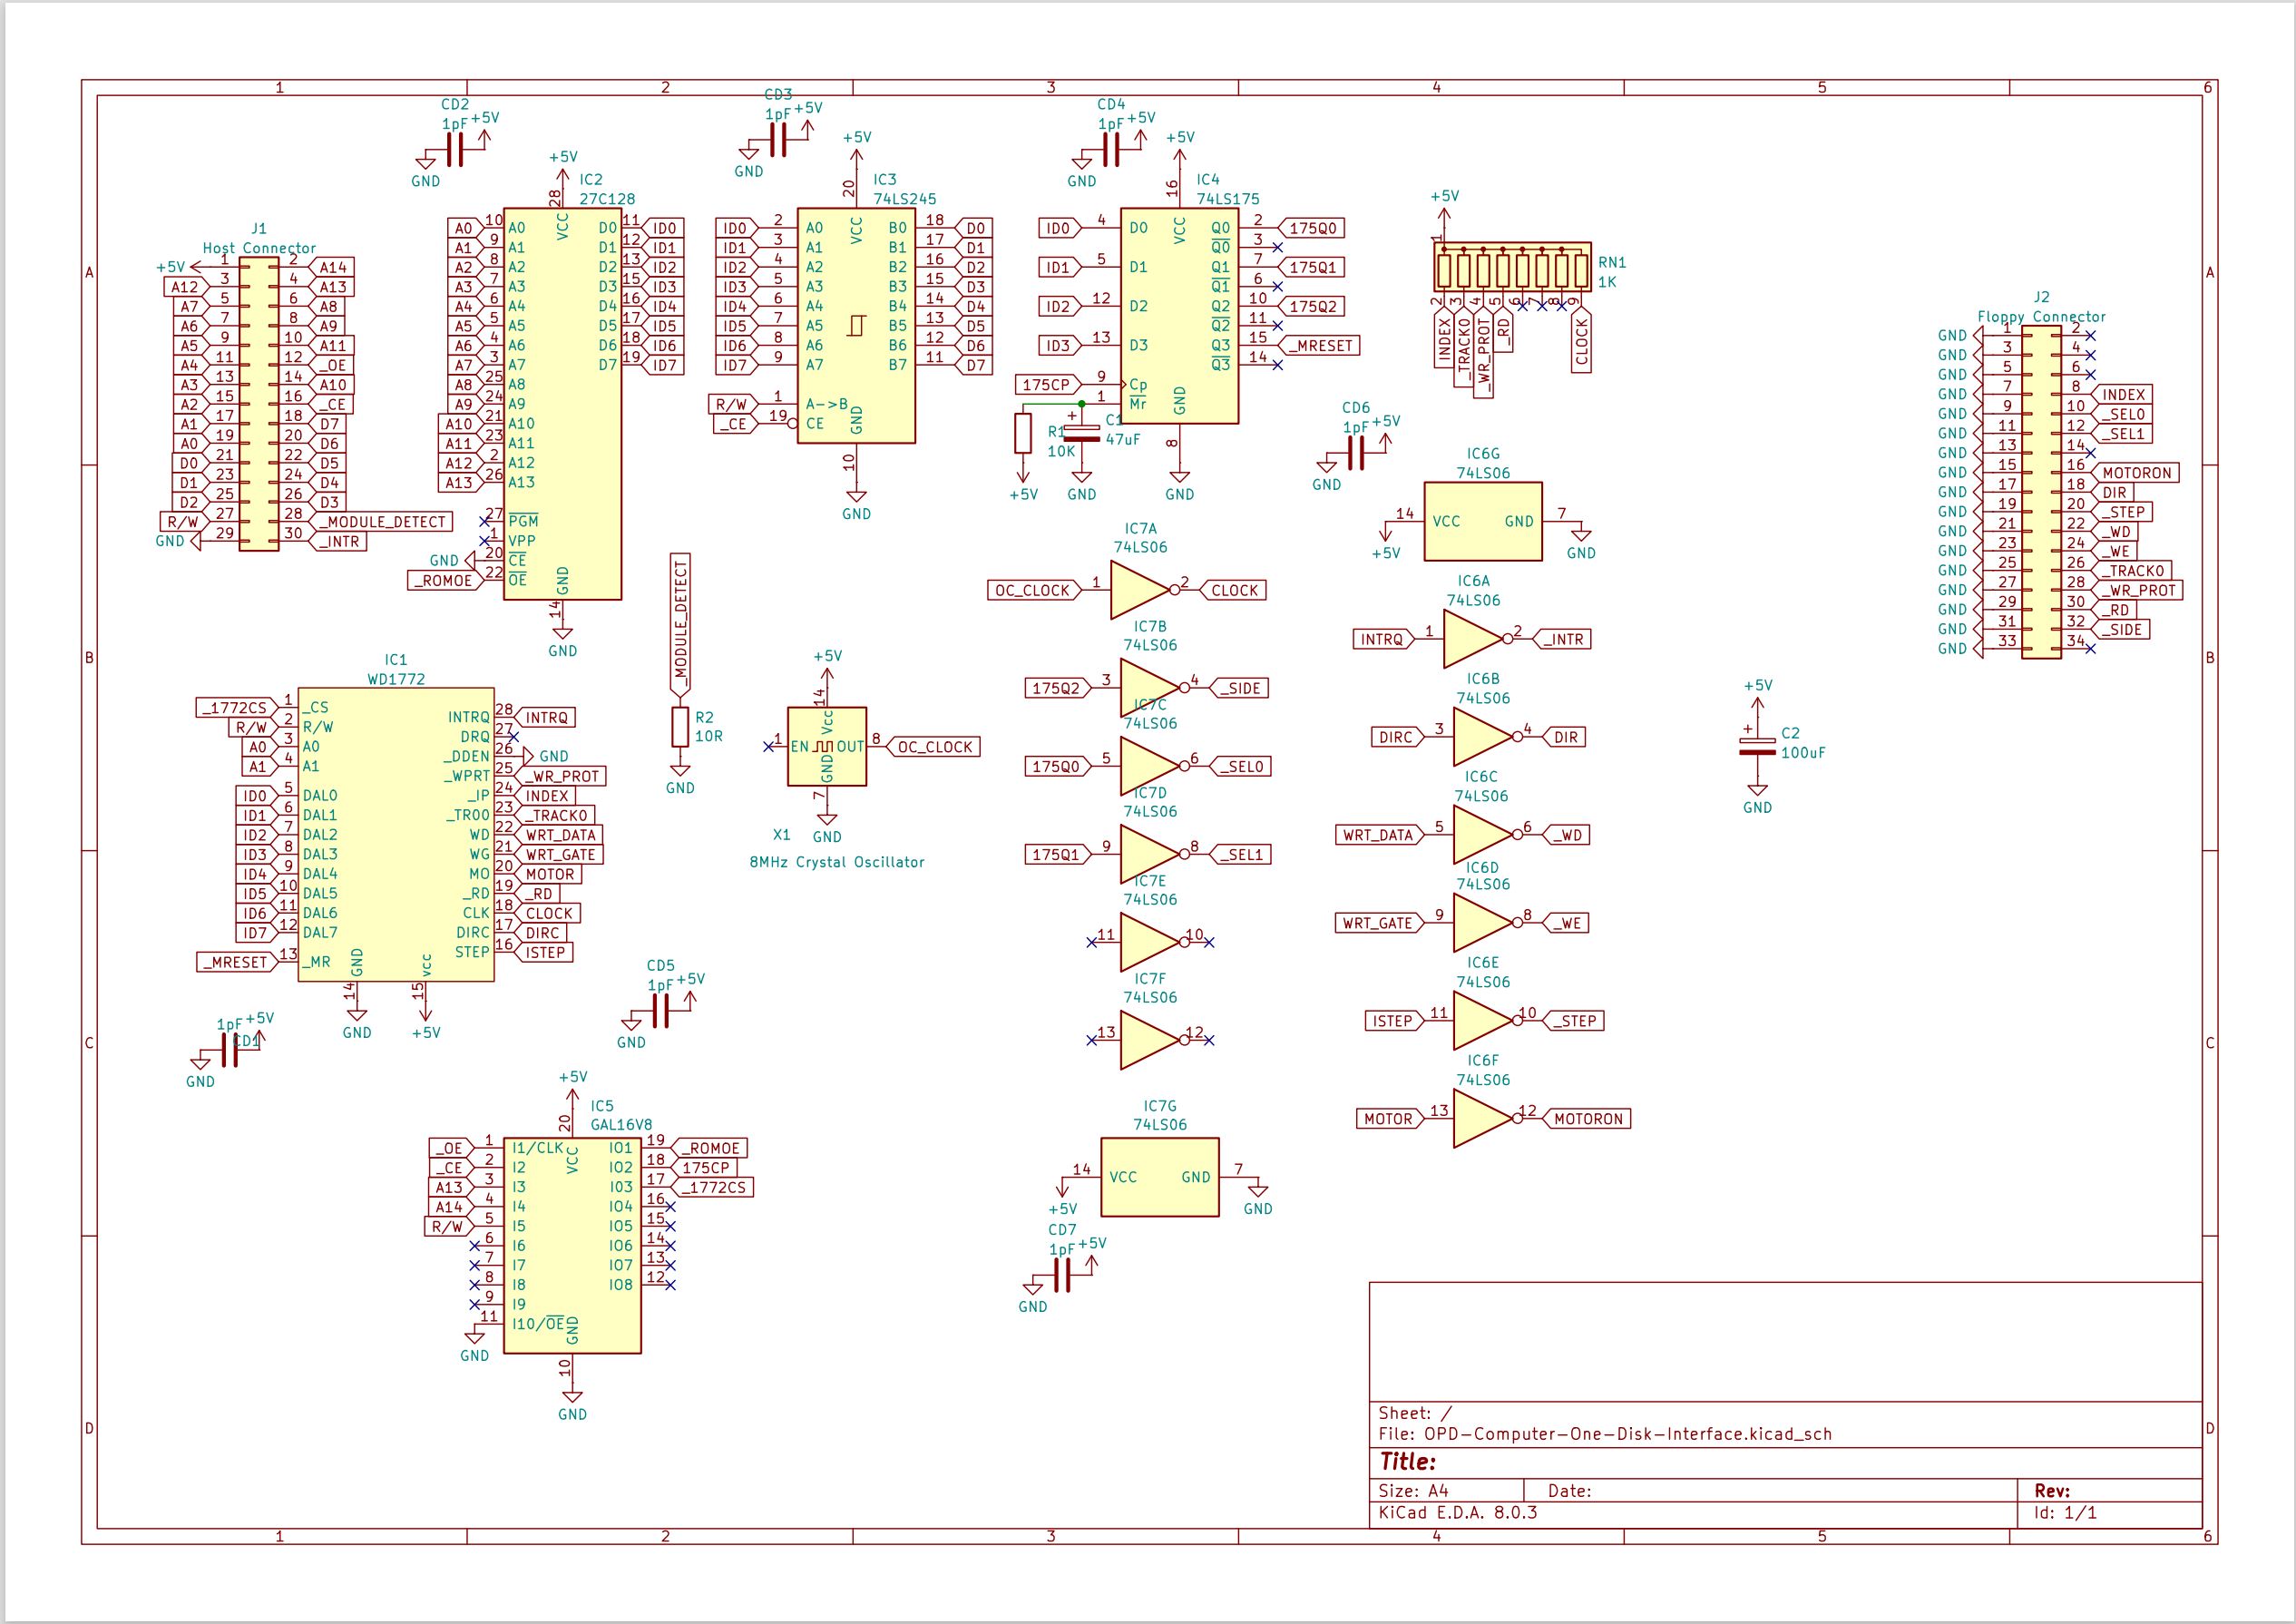 1 2 3 4 5 6
A
B
C
D
CD2
1pF
+5V
GND
CD3
1pF
+5V
GND
CD4
1pF
+5V
GND
J1
Host Connector
+5V 1 2 A14
A12 3 4 A13
A7 5 6 A8
A6 7 8 A9
A5 9 10 A11
A4 11 12 _OE
A3 13 14 A10
A2 15 16 _CE
A1 17 18 D7
A0 19 20 D6
D0 21 22 D5
D1 23 24 D4
D2 25 26 D3
R/W 27 28 _MODULE_DETECT
GND 29 30 _INTR
+5V
IC2
27C128
28
VCC
A0 10 A0 D0 11 ID0
A1 9 A1 D1 12 ID1
A2 8 A2 D2 13 ID2
A3 7 A3 D3 15 ID3
A4 6 A4 D4 16 ID4
A5 5 A5 D5 17 ID5
A6 4 A6 D6 18 ID6
A7 3 A7 D7 19 ID7
A8 25 A8
A9 24 A9
A10 21 A10
A11 23 A11
A12 2 A12
A13 26 A13
27 PGM
1 VPP
GND 20 CE
_ROMOE 22 OE
GND
14
GND
+5V
IC3
74LS245
20
VCC
ID0 2 A0 B0 18 D0
ID1 3 A1 B1 17 D1
ID2 4 A2 B2 16 D2
ID3 5 A3 B3 15 D3
ID4 6 A4 B4 14 D4
ID5 7 A5 B5 13 D5
ID6 8 A6 B6 12 D6
ID7 9 A7 B7 11 D7
R/W 1 A->B
_CE 19 CE
GND
10
GND
+5V
IC4
74LS175
16
VCC
ID0 4 D0 Q0 2 175Q0
Q0 3
ID1 5 D1 Q1 7 175Q1
Q1 6
ID2 12 D2 Q2 10 175Q2
Q2 11
ID3 13 D3 Q3 15 _MRESET
Q3 14
175CP 9 Cp
1 Mr
GND
8
GND
R1
10K
+5V
C1
47uF
GND
+5V
1
RN1
1K
2 3 4 5 6 7 8 9
INDEX
_TRACK0
_WR_PROT
_RD
CLOCK
CD6
1pF
+5V
GND
IC6G
74LS06
14 VCC GND 7
+5V
GND
J2
Floppy Connector
GND 1 2
GND 3 4
GND 5 6
GND 7 8 INDEX
GND 9 10 _SEL0
GND 11 12 _SEL1
GND 13 14
GND 15 16 MOTORON
GND 17 18 DIR
GND 19 20 _STEP
GND 21 22 _WD
GND 23 24 _WE
GND 25 26 _TRACK0
GND 27 28 _WR_PROT
GND 29 30 _RD
GND 31 32 _SIDE
GND 33 34
IC7A
74LS06
OC_CLOCK 1 2 CLOCK
IC7B
74LS06
175Q2 3 4 _SIDE
IC7C
74LS06
175Q0 5 6 _SEL0
IC7D
74LS06
175Q1 9 8 _SEL1
IC7E
74LS06
11 10
IC7F
74LS06
13 12
IC6A
74LS06
INTRQ 1 2 _INTR
IC6B
74LS06
DIRC 3 4 DIR
IC6C
74LS06
WRT_DATA 5 6 _WD
IC6D
74LS06
WRT_GATE 9 8 _WE
IC6E
74LS06
ISTEP 11 10 _STEP
IC6F
74LS06
MOTOR 13 12 MOTORON
+5V
C2
100uF
GND
_MODULE_DETECT
R2
10R
GND
+5V
14
Vcc
1 EN OUT 8 OC_CLOCK
GND
7
GND
X1
8MHz Crystal Oscillator
IC1
WD1772
_1772CS 1 _CS
R/W 2 R/W
A0 3 A0
A1 4 A1
ID0 5 DAL0
ID1 6 DAL1
ID2 7 DAL2
ID3 8 DAL3
ID4 9 DAL4
ID5 10 DAL5
ID6 11 DAL6
ID7 12 DAL7
_MRESET 13 _MR
INTRQ 28 INTRQ
DRQ 27
_DDEN 26 GND
_WPRT 25 _WR_PROT
_IP 24 INDEX
_TR00 23 _TRACK0
WD 22 WRT_DATA
WG 21 WRT_GATE
MO 20 MOTOR
_RD 19 _RD
CLK 18 CLOCK
DIRC 17 DIRC
STEP 16 ISTEP
GND
14
GND
vcc
15
+5V
1pF
+5V
CD1
GND
CD5
1pF
+5V
GND
+5V
IC5
GAL16V8
20
VCC
_OE 1 I1/CLK IO1 19 _ROMOE
_CE 2 I2 IO2 18 175CP
A13 3 I3 I03 17 _1772CS
A14 4 I4 IO4 16
R/W 5 I5 IO5 15
6 I6 IO6 14
7 I7 IO7 13
8 I8 IO8 12
9 I9
11 I10/OE
GND
GND
10
GND
IC7G
74LS06
14 VCC GND 7
+5V
GND
CD7
1pF
+5V
GND
Sheet: /
File: OPD-Computer-One-Disk-Interface.kicad_sch
Title:
Size: A4 Date: Rev:
KiCad E.D.A. 8.0.3 Id: 1/1
A
B
C
D
1 2 3 4 5 6